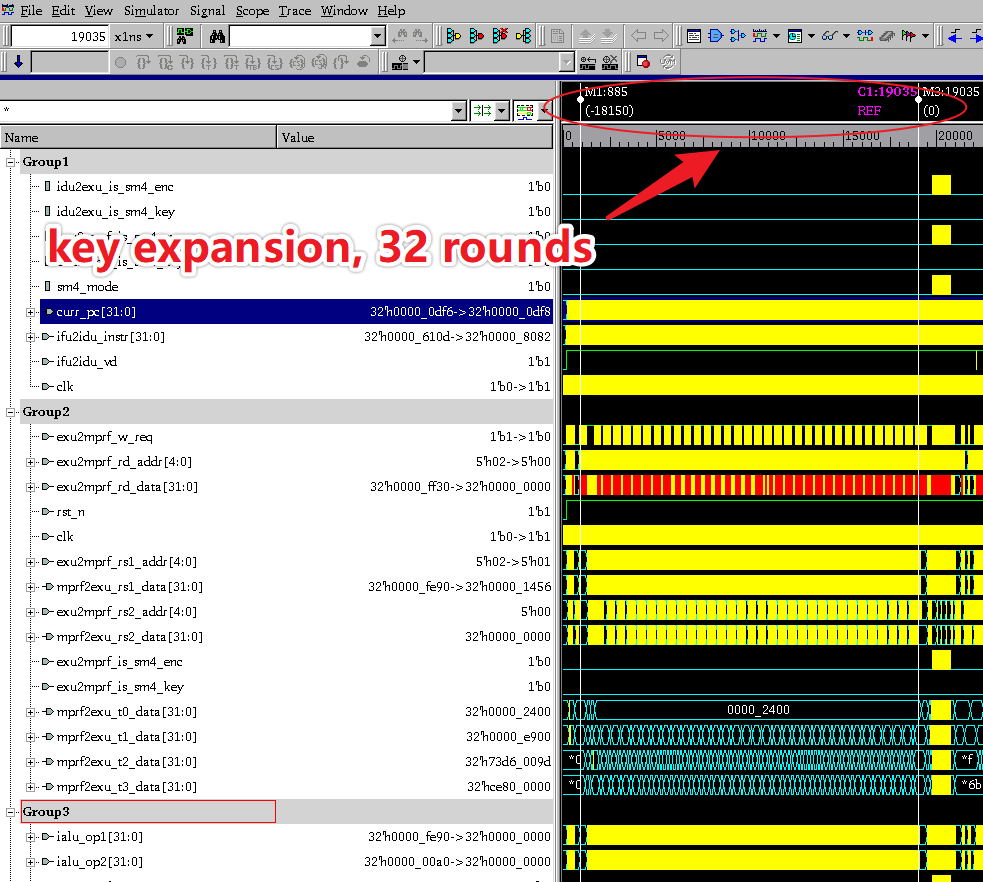 File Edit View Simulator Signal Scope Trace Window Help
19035 x1ns
M1:885 C1:19035 M3:19035
(-18150) REF (0)
*
Name Value
0 5000 10000 15000 20000
Group1
idu2exu_is_sm4_enc 1'b0
idu2exu_is_sm4_key 1'b0
1'b0
key expansion, 32 rounds
1'b0
sm4_mode 1'b0
curr_pc[31:0] 32'h0000_0df6->32'h0000_0df8
ifu2idu_instr[31:0] 32'h0000_610d->32'h0000_8082
ifu2idu_vd 1'b1
clk 1'b0->1'b1
Group2
exu2mprf_w_req 1'b1->1'b0
exu2mprf_rd_addr[4:0] 5'h02->5'h00
exu2mprf_rd_data[31:0] 32'h0000_ff30->32'h0000_0000
rst_n 1'b1
clk 1'b0->1'b1
exu2mprf_rs1_addr[4:0] 5'h02->5'h01
mprf2exu_rs1_data[31:0] 32'h0000_fe90->32'h0000_1456
exu2mprf_rs2_addr[4:0] 5'h00
mprf2exu_rs2_data[31:0] 32'h0000_0000
exu2mprf_is_sm4_enc 1'b0
exu2mprf_is_sm4_key 1'b0
mprf2exu_t0_data[31:0] 32'h0000_2400 0000_2400
mprf2exu_t1_data[31:0] 32'h0000_e900
mprf2exu_t2_data[31:0] 32'h73d6_009d *f
mprf2exu_t3_data[31:0] 32'hce80_0000 *6b
Group3
ialu_op1[31:0] 32'h0000_fe90->32'h0000_0000
ialu_op2[31:0] 32'h0000_00a0->32'h0000_0000